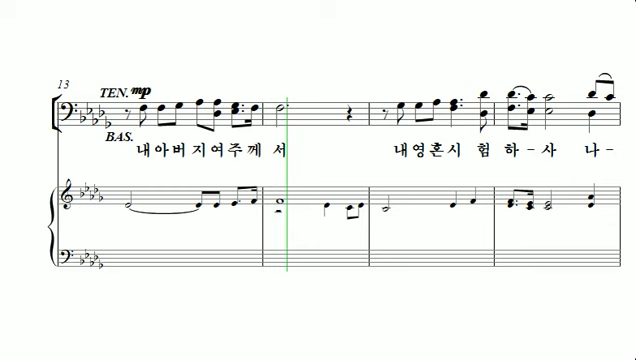 13
TEN. mp
BAS.
내 아 버 지 여 주 께 서 내 영 혼 시 험 하 - 사 나 -